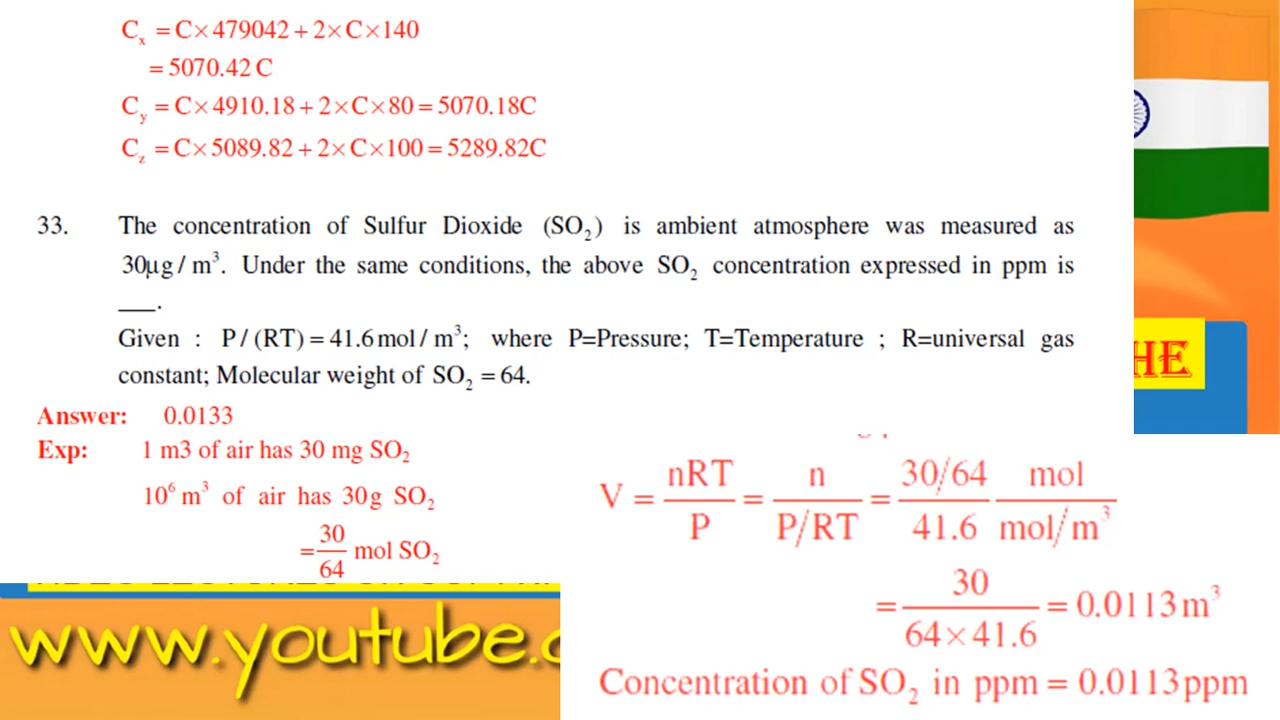 Cx = C×479042 + 2×C×140
= 5070.42 C
Cy = C×4910.18 + 2×C×80 = 5070.18C
Cz = C×5089.82 + 2×C×100 = 5289.82C
33. The concentration of Sulfur Dioxide (SO₂) is ambient atmosphere was measured as
30μg / m³. Under the same conditions, the above SO₂ concentration expressed in ppm is
___.
Given : P / (RT) = 41.6 mol / m³; where P=Pressure; T=Temperature ; R=universal gas
constant; Molecular weight of SO₂ = 64.
HE
Answer: 0.0133
Exp: 1 m3 of air has 30 mg SO₂
10⁶ m³ of air has 30g SO₂
= 30/64 mol SO₂
V = nRT/P = n/(P/RT) = (30/64)/41.6 mol/(mol/m³)
= 30/(64×41.6) = 0.0113 m³
Concentration of SO₂ in ppm = 0.0113 ppm
www.youtube.c